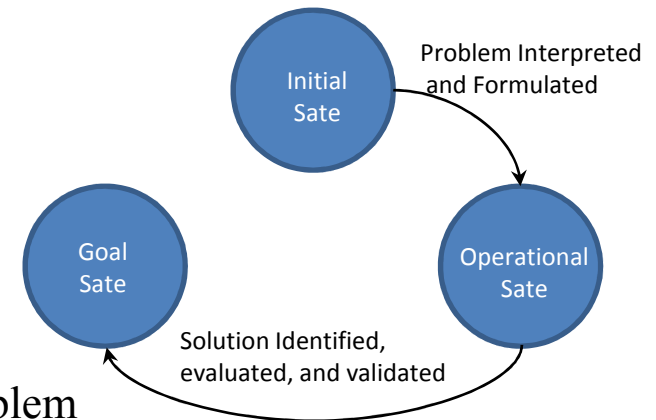 Initial
Sate
Problem Interpreted
and Formulated
Operational
Sate
Goal
Sate
Solution Identified,
evaluated, and validated